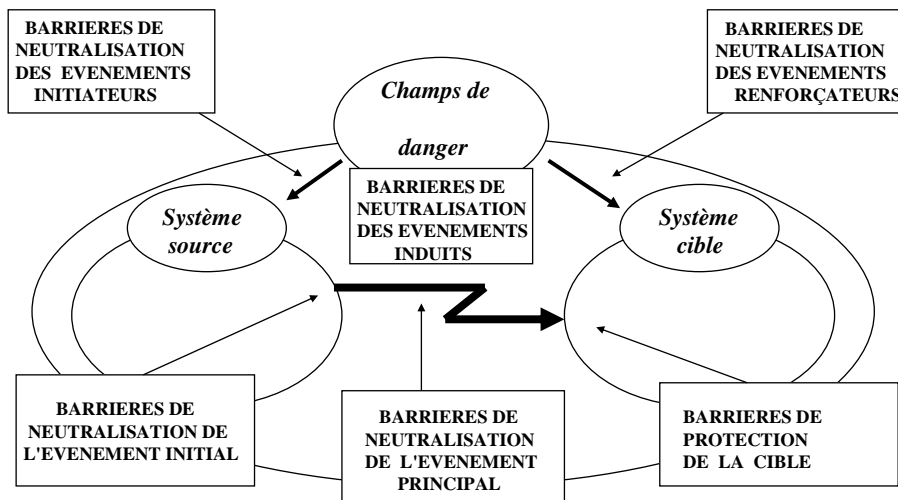 BARRIERES DE
NEUTRALISATION
DES EVENEMENTS
INITIATEURS
BARRIERES DE
NEUTRALISATION
DES EVENEMENTS
RENFORÇATEURS
Champs de
danger
BARRIERES DE
NEUTRALISATION
DES EVENEMENTS
INDUITS
Système
source
Système
cible
BARRIERES DE
NEUTRALISATION DE
L'EVENEMENT INITIAL
BARRIERES DE
NEUTRALISATION
DE L'EVENEMENT
PRINCIPAL
BARRIERES DE
PROTECTION
DE LA CIBLE